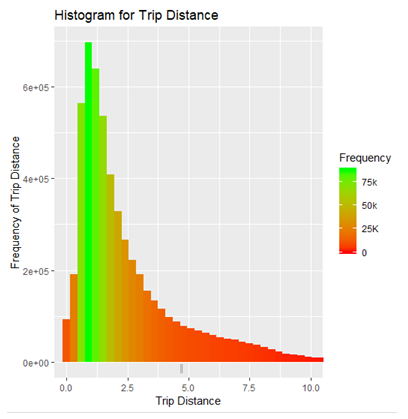 Histogram for Trip Distance
Frequency of Trip Distance
6e+05
4e+05
2e+05
0e+00
0.0 2.5 5.0 7.5 10.0
Trip Distance
Frequency
75K
50K
25K
0